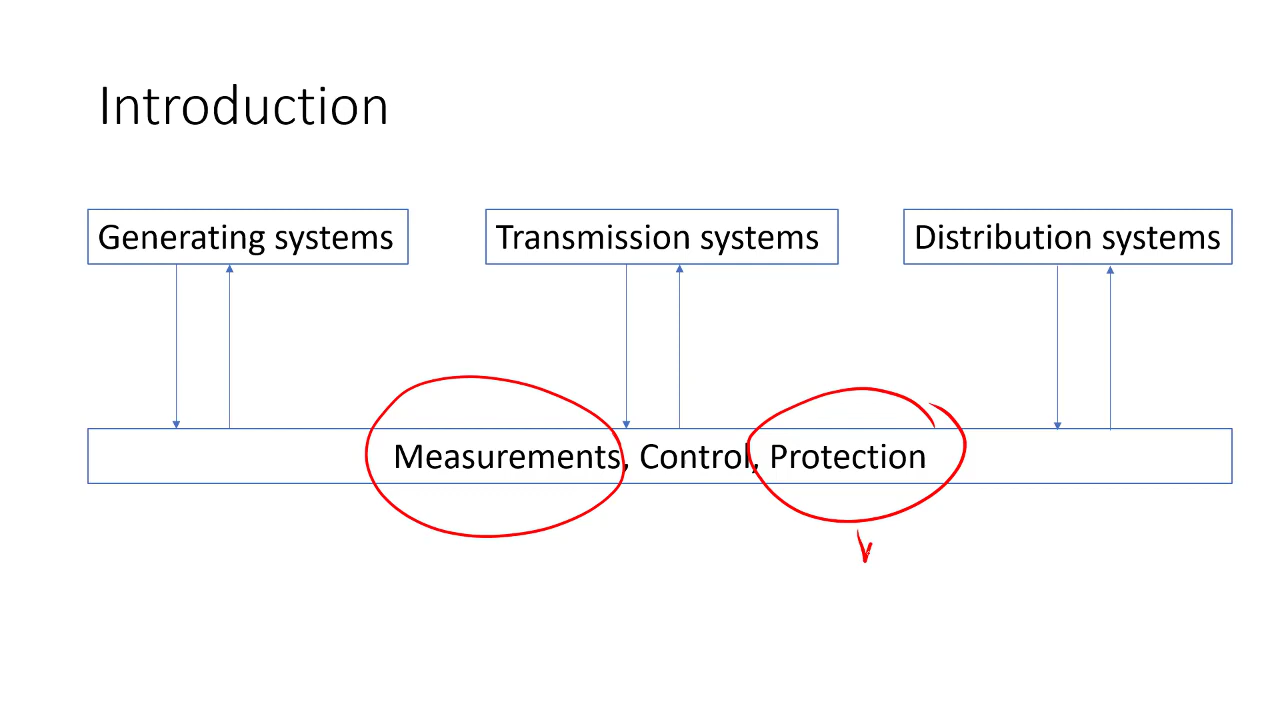 Introduction
Generating systems
Transmission systems
Distribution systems
Measurements, Control, Protection